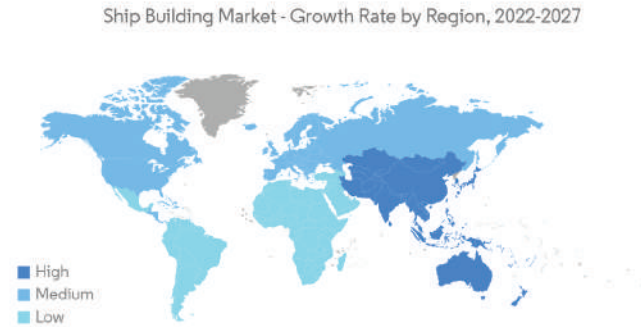 Ship Building Market - Growth Rate by Region, 2022-2027
High
Medium
Low